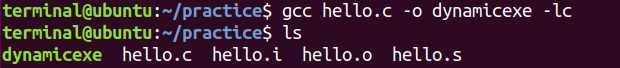 terminal@ubuntu:~/practice$ gcc hello.c -o dynamicexe -lc
terminal@ubuntu:~/practice$ ls
dynamicexe  hello.c  hello.i  hello.o  hello.s